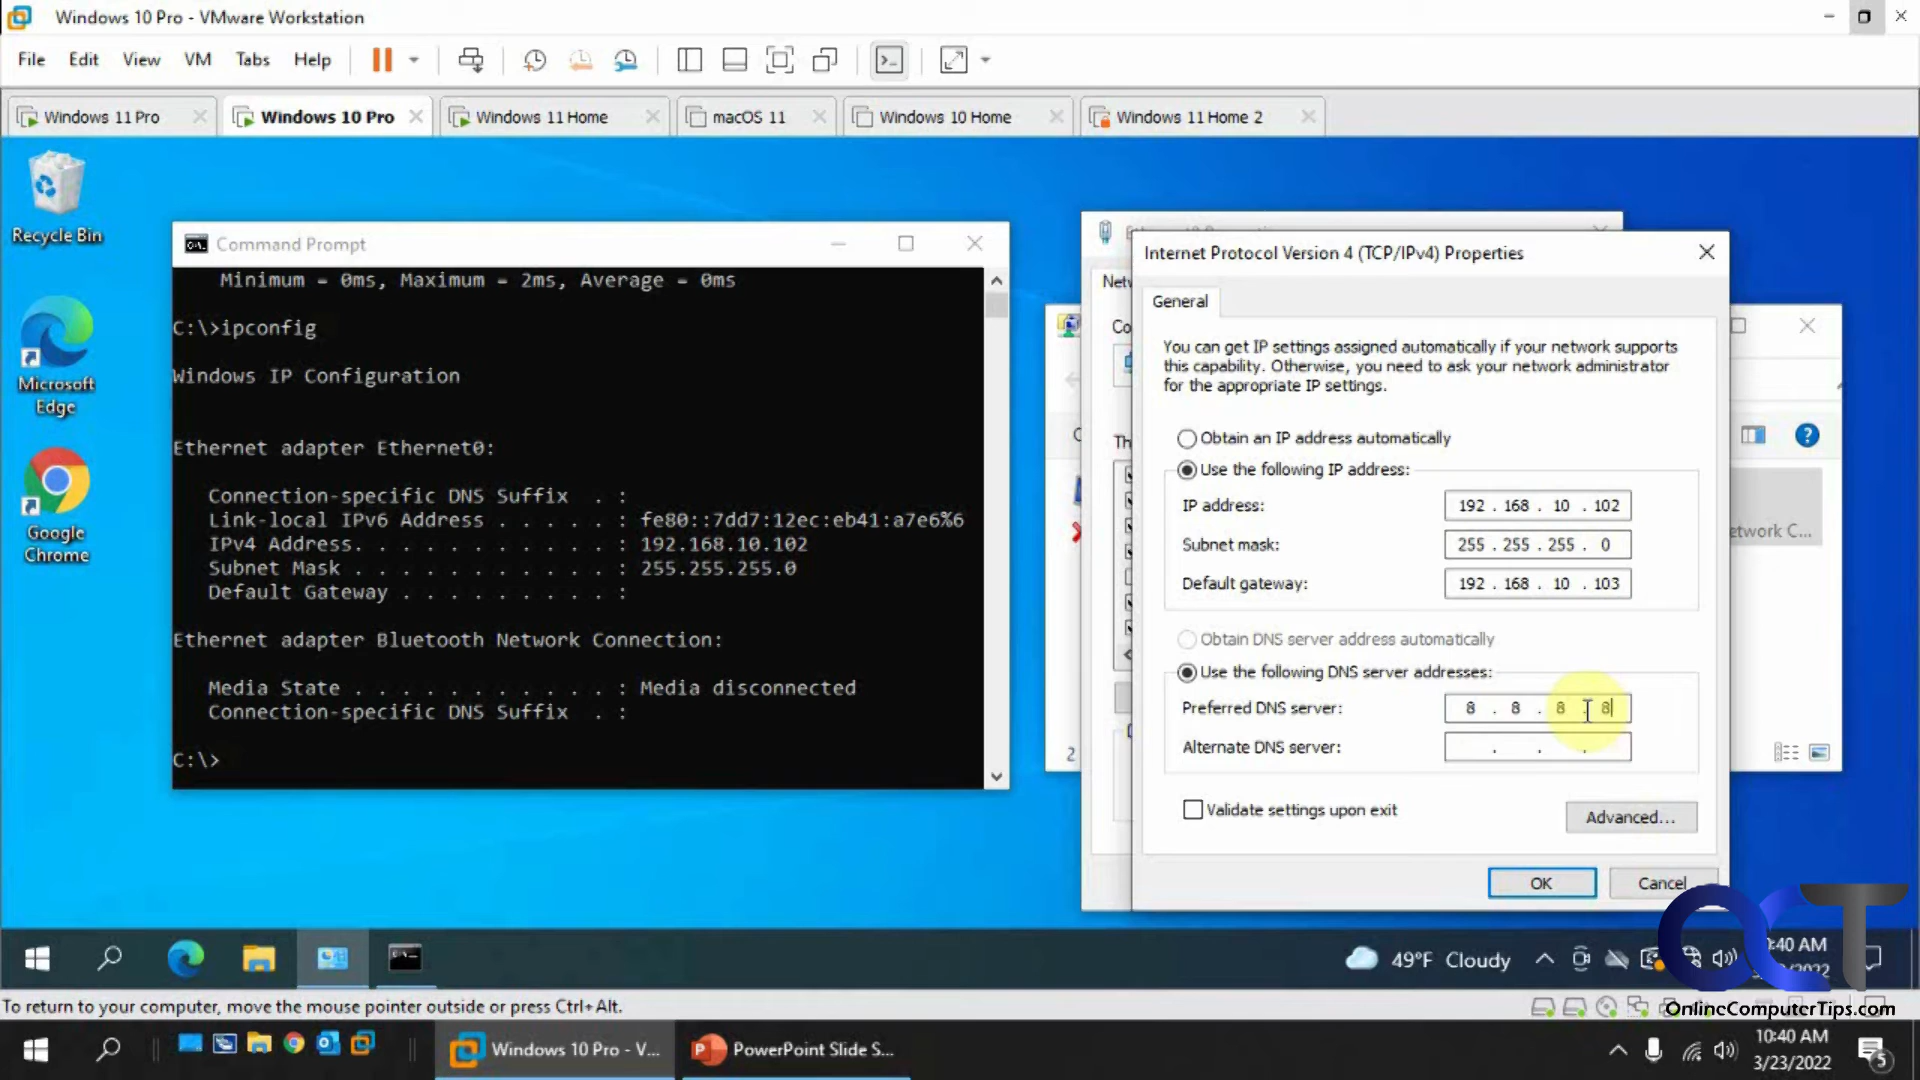 Windows 10 Pro - VMware Workstation
File Edit View VM Tabs Help
Windows 11 Pro
Windows 10 Pro
Windows 11 Home
macOS 11
Windows 10 Home
Windows 11 Home 2
Recycle Bin
Microsoft
Edge
Google
Chrome
Command Prompt
Minimum = 0ms, Maximum = 2ms, Average = 0ms
C:\>ipconfig
Windows IP Configuration
Ethernet adapter Ethernet0:
Connection-specific DNS Suffix . :
Link-local IPv6 Address . . . . . : fe80::7dd7:12ec:eb41:a7e6%6
IPv4 Address. . . . . . . . . . . : 192.168.10.102
Subnet Mask . . . . . . . . . . . : 255.255.255.0
Default Gateway . . . . . . . . . :
Ethernet adapter Bluetooth Network Connection:
Media State . . . . . . . . . . . : Media disconnected
Connection-specific DNS Suffix . :
C:\>
Internet Protocol Version 4 (TCP/IPv4) Properties
General
You can get IP settings assigned automatically if your network supports
this capability. Otherwise, you need to ask your network administrator
for the appropriate IP settings.
Obtain an IP address automatically
Use the following IP address:
IP address: 192 . 168 . 10 . 102
Subnet mask: 255 . 255 . 255 . 0
Default gateway: 192 . 168 . 10 . 103
Obtain DNS server address automatically
Use the following DNS server addresses:
Preferred DNS server: 8 . 8 . 8 . 8
Alternate DNS server: . . .
Validate settings upon exit
Advanced...
OK
Cancel
etwork C...
2
49°F Cloudy
:40 AM
OCT
OnlineComputerTips.com
To return to your computer, move the mouse pointer outside or press Ctrl+Alt.
Windows 10 Pro - V...
PowerPoint Slide S...
10:40 AM
3/23/2022
5